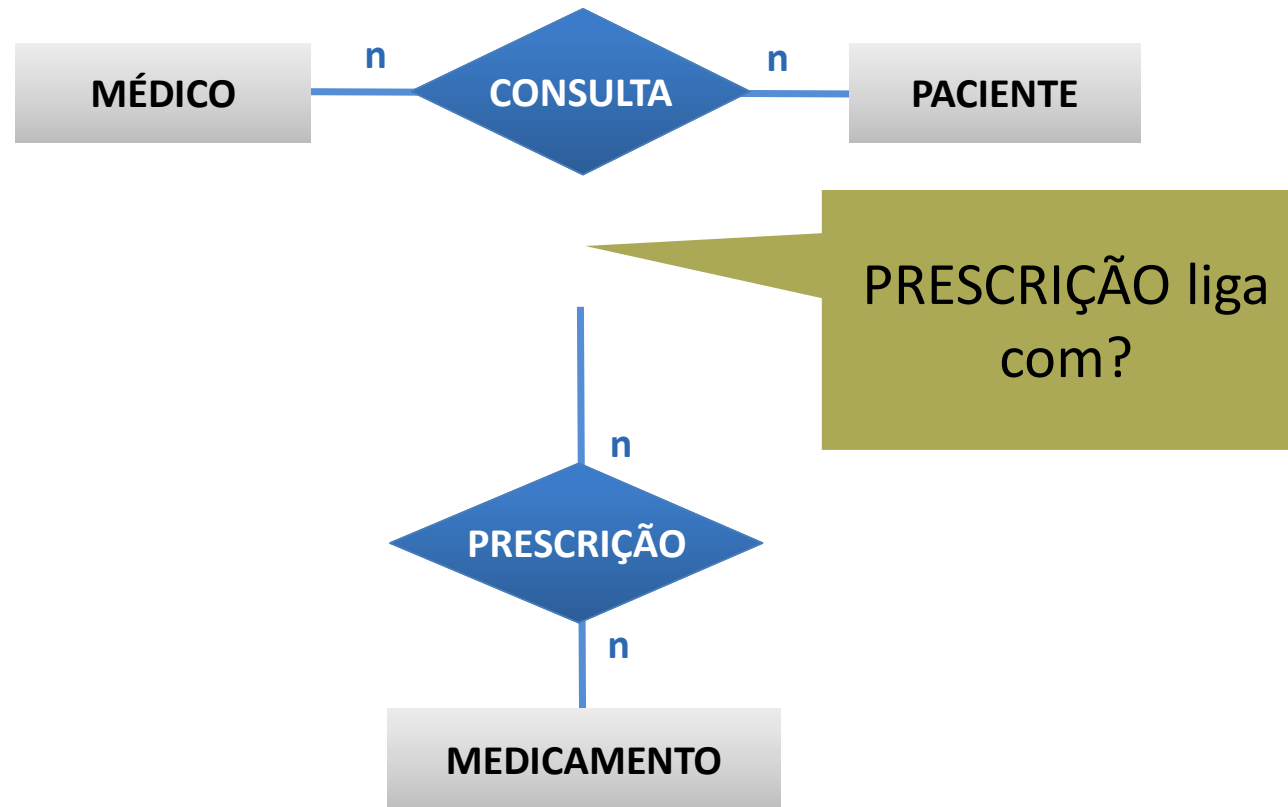 n
n
MÉDICO
CONSULTA
PACIENTE
PRESCRIÇÃO liga
com?
n
PRESCRIÇÃO
n
MEDICAMENTO